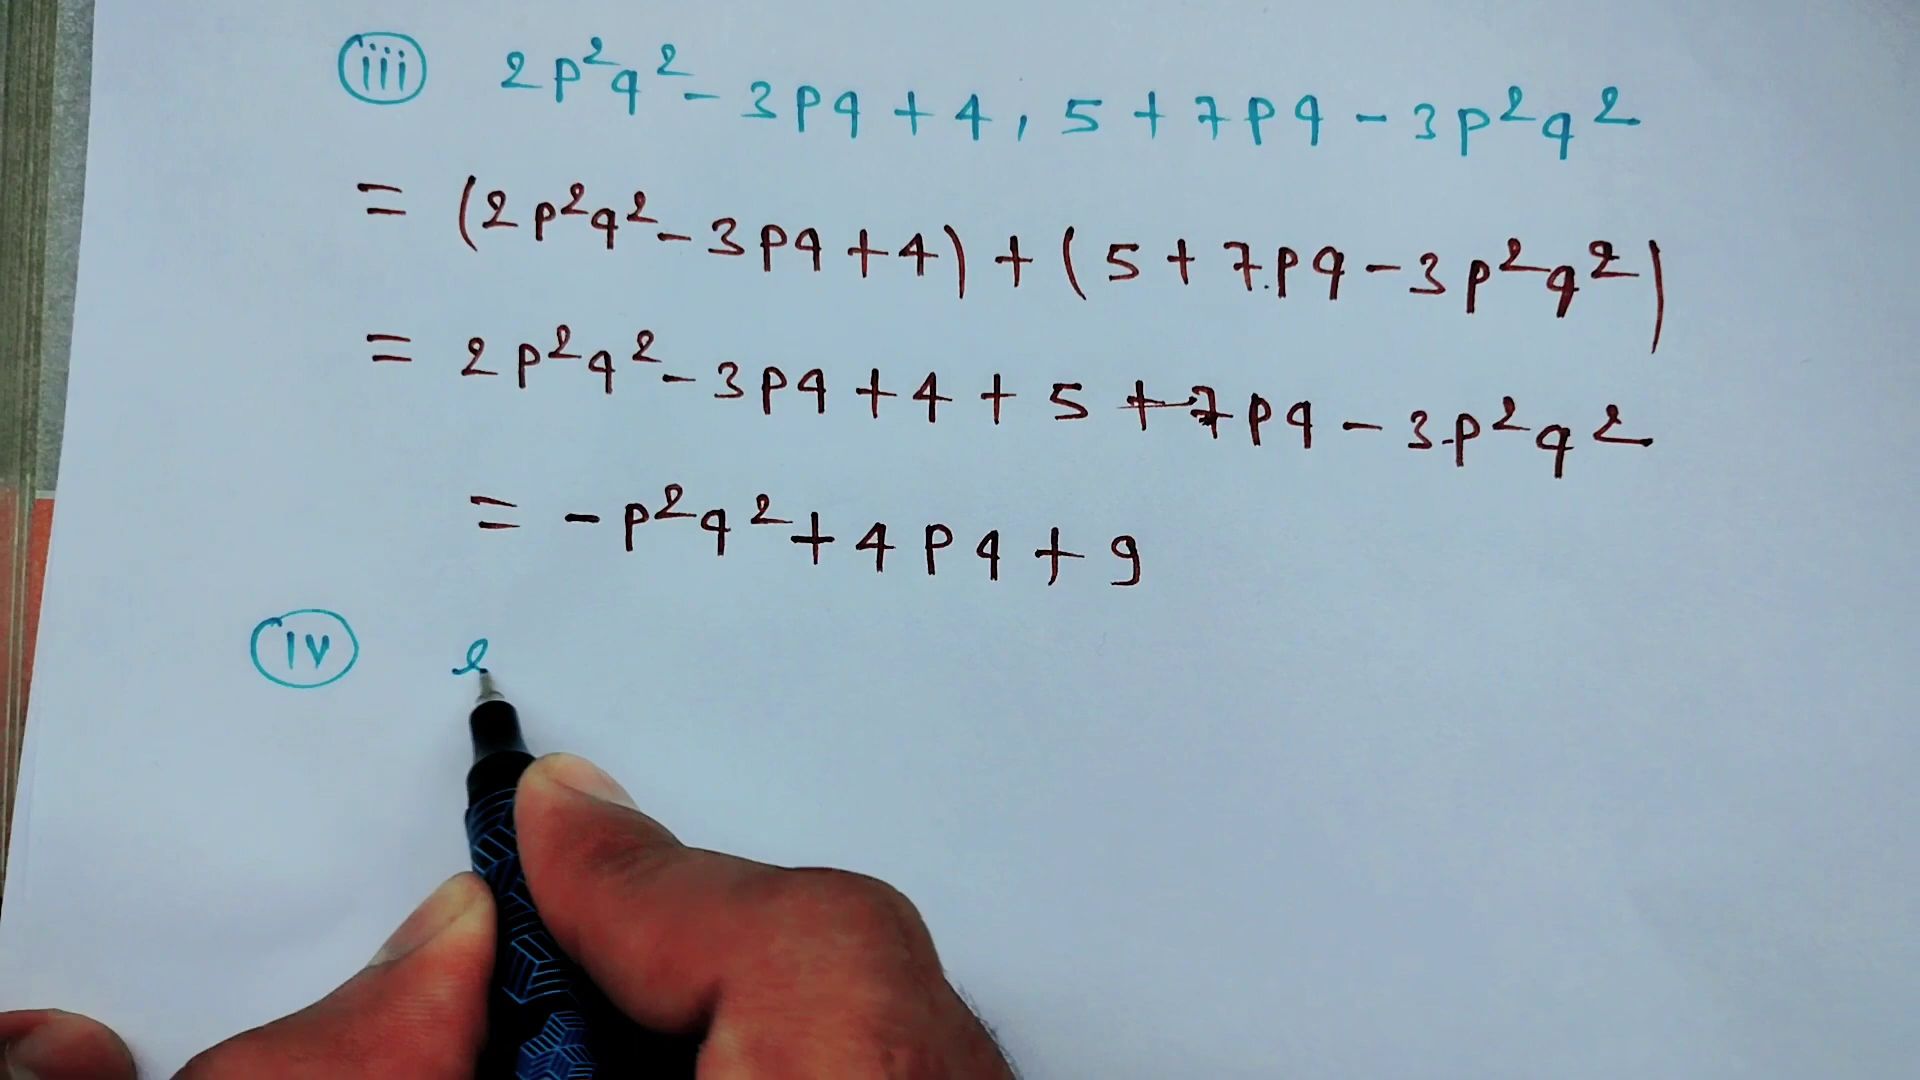 (iii) 2p²q² - 3pq + 4, 5 + 7pq - 3p²q²
= (2p²q² - 3pq + 4) + (5 + 7pq - 3p²q²)
= 2p²q² - 3pq + 4 + 5 + 7pq - 3p²q²
= -p²q² + 4pq + 9
(iv)